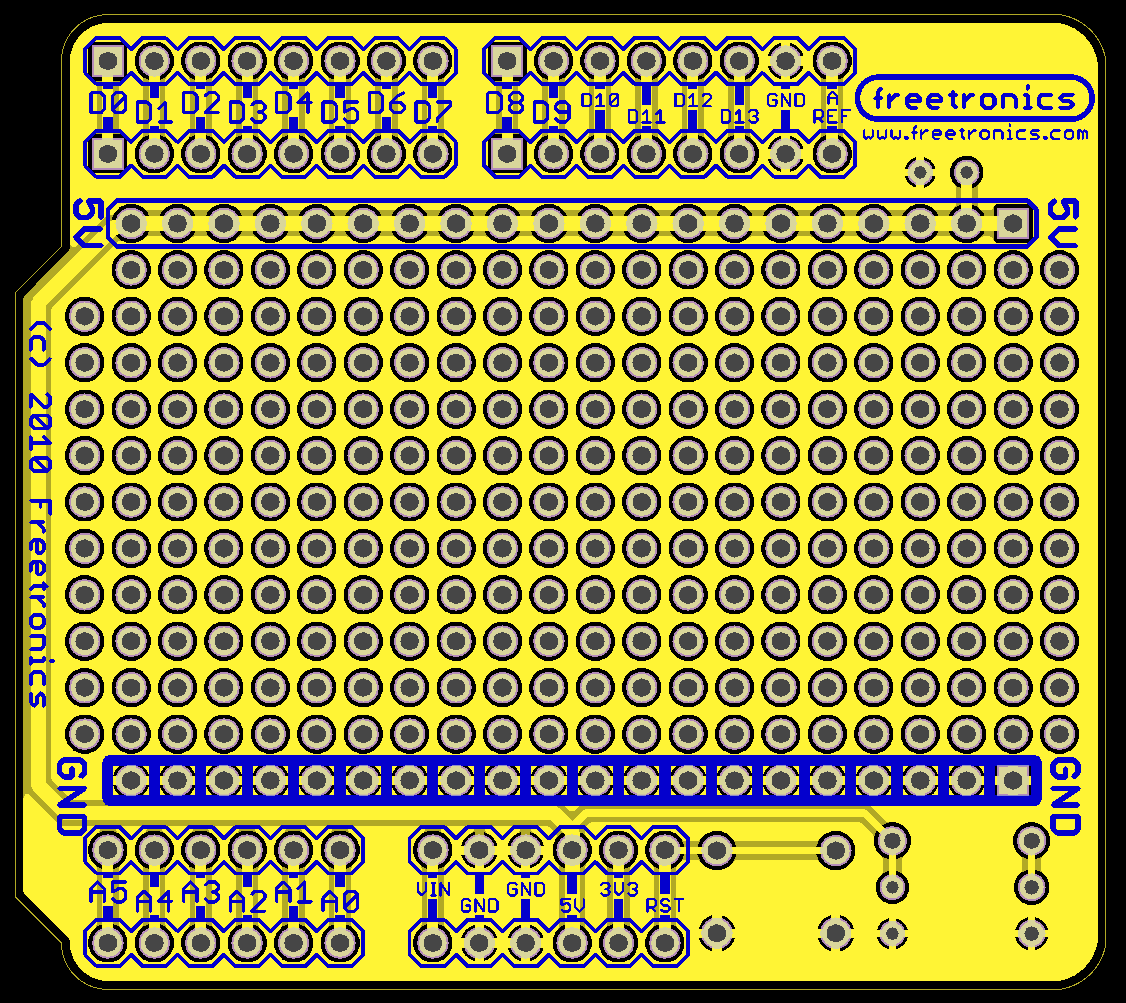 D0 D1 D2 D3 D4 D5 D6 D7 D8 D9 D10 D11 D12 D13 GND A REF
freetronics
www.freetronics.com
5V
5V
(c) 2010 Freetronics
GND
GND
A5 A4 A3 A2 A1 A0 VIN GND GND 5V 3V3 RST